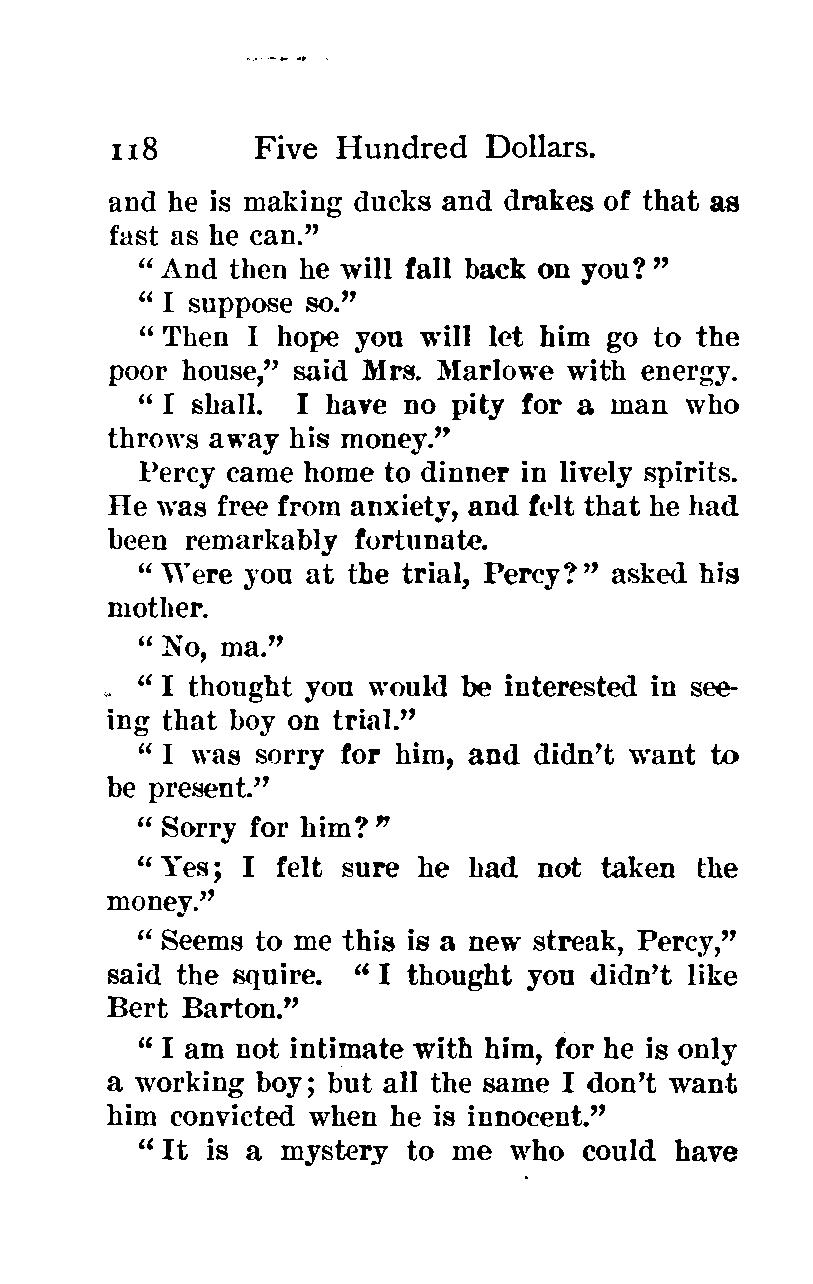 118 Five Hundred Dollars.
and he is making ducks and drakes of that as
fast as he can.”
“ And then he will fall back on you? ”
“ I suppose so.”
“ Then I hope you will let him go to the
poor house,” said Mrs. Marlowe with energy.
“ I shall. I have no pity for a man who
throws away his money.”
Percy came home to dinner in lively spirits.
He was free from anxiety, and felt that he had
been remarkably fortunate.
“ Were you at the trial, Percy? ” asked his
mother.
“ No, ma.”
“ I thought you would be interested in see-
ing that boy on trial.”
“ I was sorry for him, and didn’t want to
be present.”
“ Sorry for him? ”
“ Yes; I felt sure he had not taken the
money.”
“ Seems to me this is a new streak, Percy,”
said the squire. “ I thought you didn’t like
Bert Barton.”
“ I am not intimate with him, for he is only
a working boy; but all the same I don’t want
him convicted when he is innocent.”
“ It is a mystery to me who could have